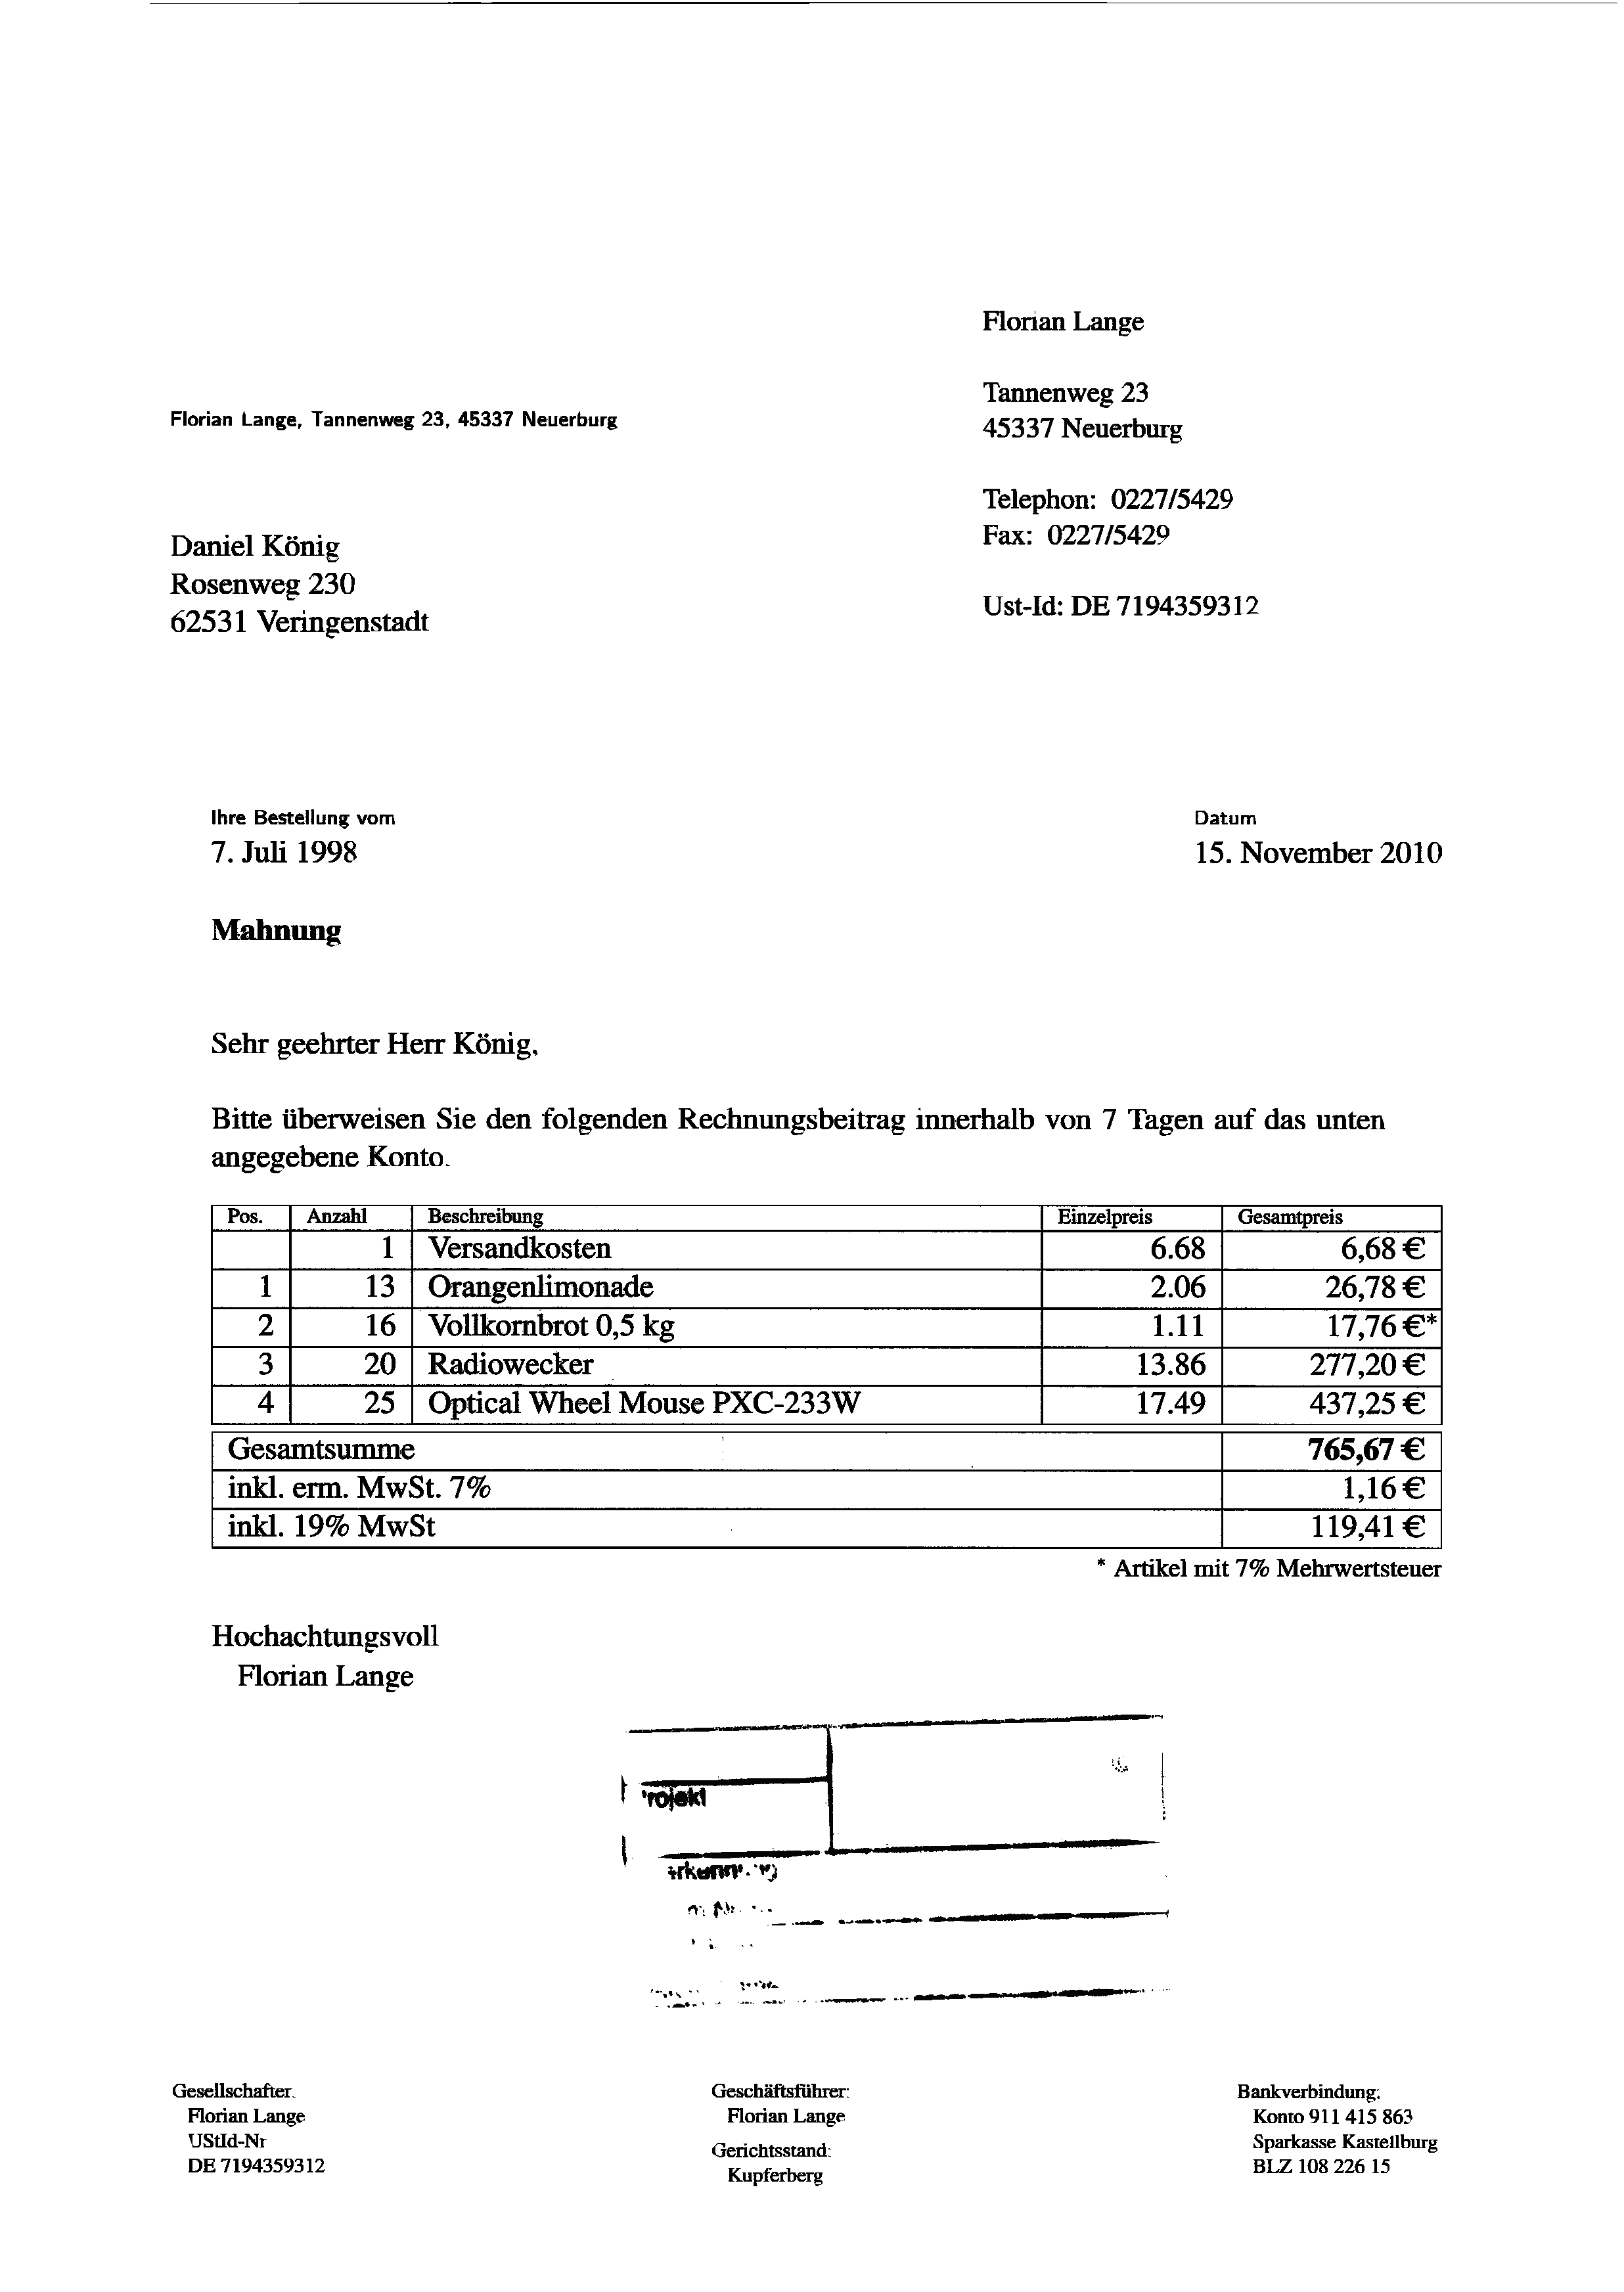 Florian Lange
Tannenweg 23
45337 Neuerburg
Telephon: 0227/5429
Fax: 0227/5429
Ust-Id: DE 7194359312
Florian Lange, Tannenweg 23, 45337 Neuerburg
Daniel König
Rosenweg 230
62531 Veringenstadt
Ihre Bestellung vom
7. Juli 1998
Datum
15. November 2010
Mahnung
Sehr geehrter Herr König,
Bitte überweisen Sie den folgenden Rechnungsbeitrag innerhalb von 7 Tagen auf das unten
angegebene Konto.
Pos. Anzahl Beschreibung Einzelpreis Gesamtpreis
1 Versandkosten 6.68 6,68 €
1 13 Orangenlimonade 2.06 26,78 €
2 16 Vollkornbrot 0,5 kg 1.11 17,76 €*
3 20 Radiowecker 13.86 277,20 €
4 25 Optical Wheel Mouse PXC-233W 17.49 437,25 €
Gesamtsumme 765,67 €
inkl. erm. MwSt. 7% 1,16 €
inkl. 19% MwSt 119,41 €
* Artikel mit 7% Mehrwertsteuer
Hochachtungsvoll
Florian Lange
rojekt
Gesellschafter:
Florian Lange
UStId-Nr
DE 7194359312
Geschäftsführer:
Florian Lange
Gerichtsstand:
Kupferberg
Bankverbindung:
Konto 911 415 863
Sparkasse Kastellburg
BLZ 108 226 15